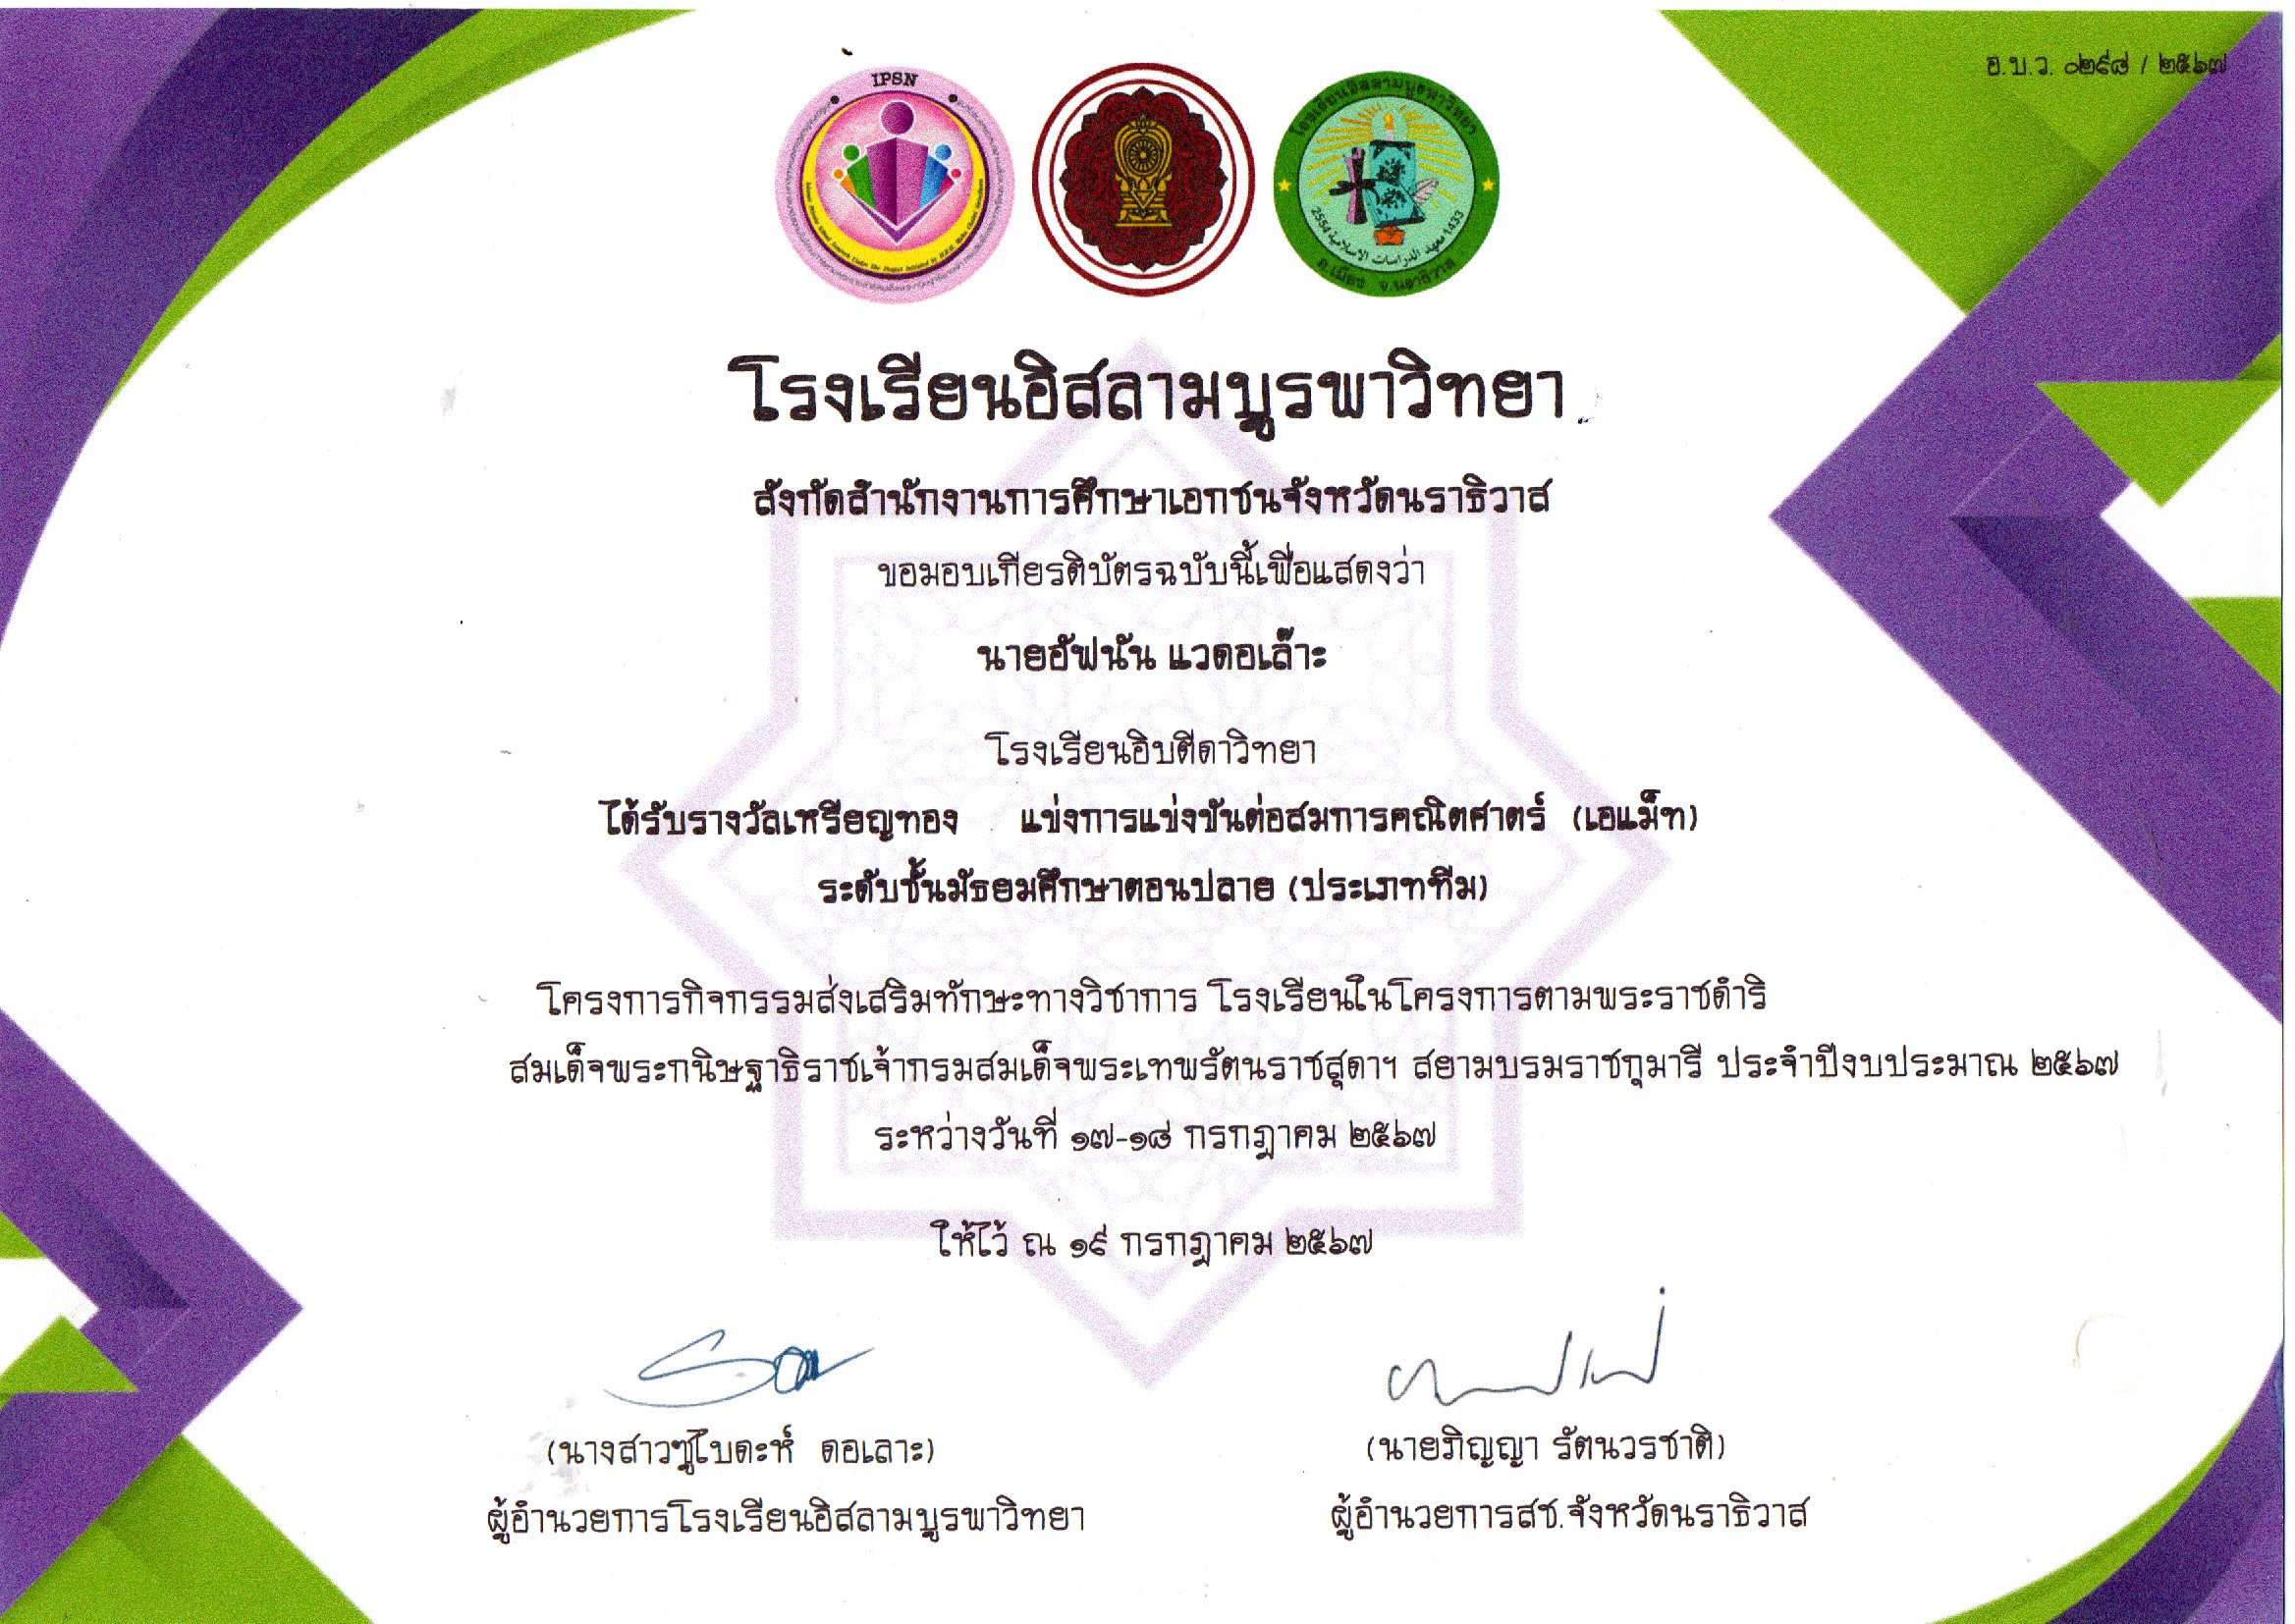 อ.บ.ว. ๐๒๙๘ / ๒๕๖๗
IPSN
โรงเรียนอิสลามบูรพาวิทยา
2554 معهد الدراسات الاسلامية 1433
อ.เมือง จ.นราธิวาส
โรงเรียนอิสลามบูรพาวิทยา
สังกัดสำนักงานการศึกษาเอกชนจังหวัดนราธิวาส
ขอมอบเกียรติบัตรฉบับนี้เพื่อแสดงว่า
นายอัฟนัน แวดอเล๊าะ
โรงเรียนอิบตีดาวิทยา
ได้รับรางวัลเหรียญทอง แข่งการแข่งขันต่อสมการคณิตศาตร์ (เอแม็ท)
ระดับชั้นมัธยมศึกษาตอนปลาย (ประเภททีม)
โครงการกิจกรรมส่งเสริมทักษะทางวิชาการ โรงเรียนในโครงการตามพระราชดำริ
สมเด็จพระกนิษฐาธิราชเจ้ากรมสมเด็จพระเทพรัตนราชสุดาฯ สยามบรมราชกุมารี ประจำปีงบประมาณ ๒๕๖๗
ระหว่างวันที่ ๑๗-๑๘ กรกฎาคม ๒๕๖๗
ให้ไว้ ณ ๑๙ กรกฎาคม ๒๕๖๗
(นางสาวซูไบดะห์ ดอเลาะ)
(นายภิญญา รัตนวรชาติ)
ผู้อำนวยการโรงเรียนอิสลามบูรพาวิทยา
ผู้อำนวยการสช.จังหวัดนราธิวาส